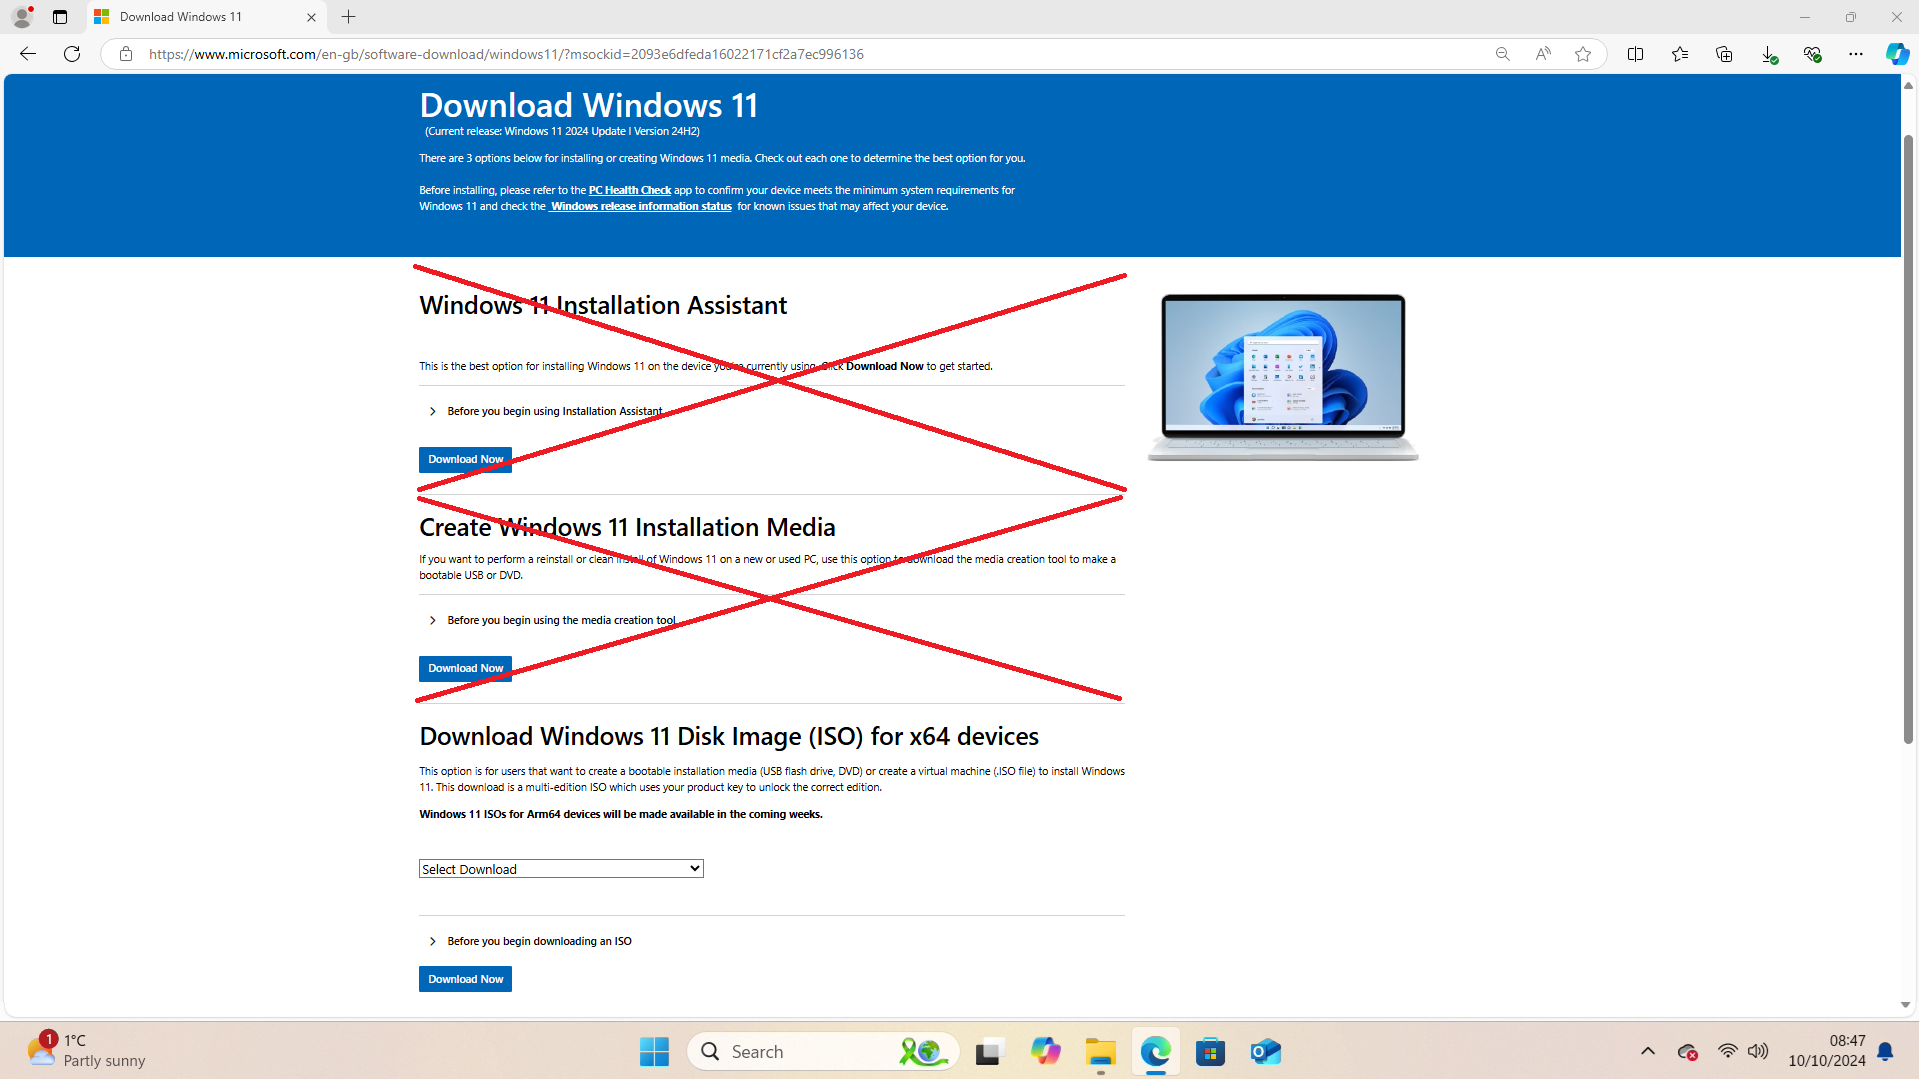 Download Windows 11
https://www.microsoft.com/en-gb/software-download/windows11/?msockid=2093e6dfeda16022171cf2a7ec996136
Download Windows 11
(Current release: Windows 11 2024 Update l Version 24H2)
There are 3 options below for installing or creating Windows 11 media. Check out each one to determine the best option for you.
Before installing, please refer to the PC Health Check app to confirm your device meets the minimum system requirements for
Windows 11 and check the Windows release information status for known issues that may affect your device.
Windows 11 Installation Assistant
This is the best option for installing Windows 11 on the device you're currently using. Click Download Now to get started.
Before you begin using Installation Assistant
Download Now
Create Windows 11 Installation Media
If you want to perform a reinstall or clean install of Windows 11 on a new or used PC, use this option to download the media creation tool to make a
bootable USB or DVD.
Before you begin using the media creation tool
Download Now
Download Windows 11 Disk Image (ISO) for x64 devices
This option is for users that want to create a bootable installation media (USB flash drive, DVD) or create a virtual machine (.ISO file) to install Windows
11. This download is a multi-edition ISO which uses your product key to unlock the correct edition.
Windows 11 ISOs for Arm64 devices will be made available in the coming weeks.
Select Download
Before you begin downloading an ISO
Download Now
1
1°C
Partly sunny
Search
08:47
10/10/2024